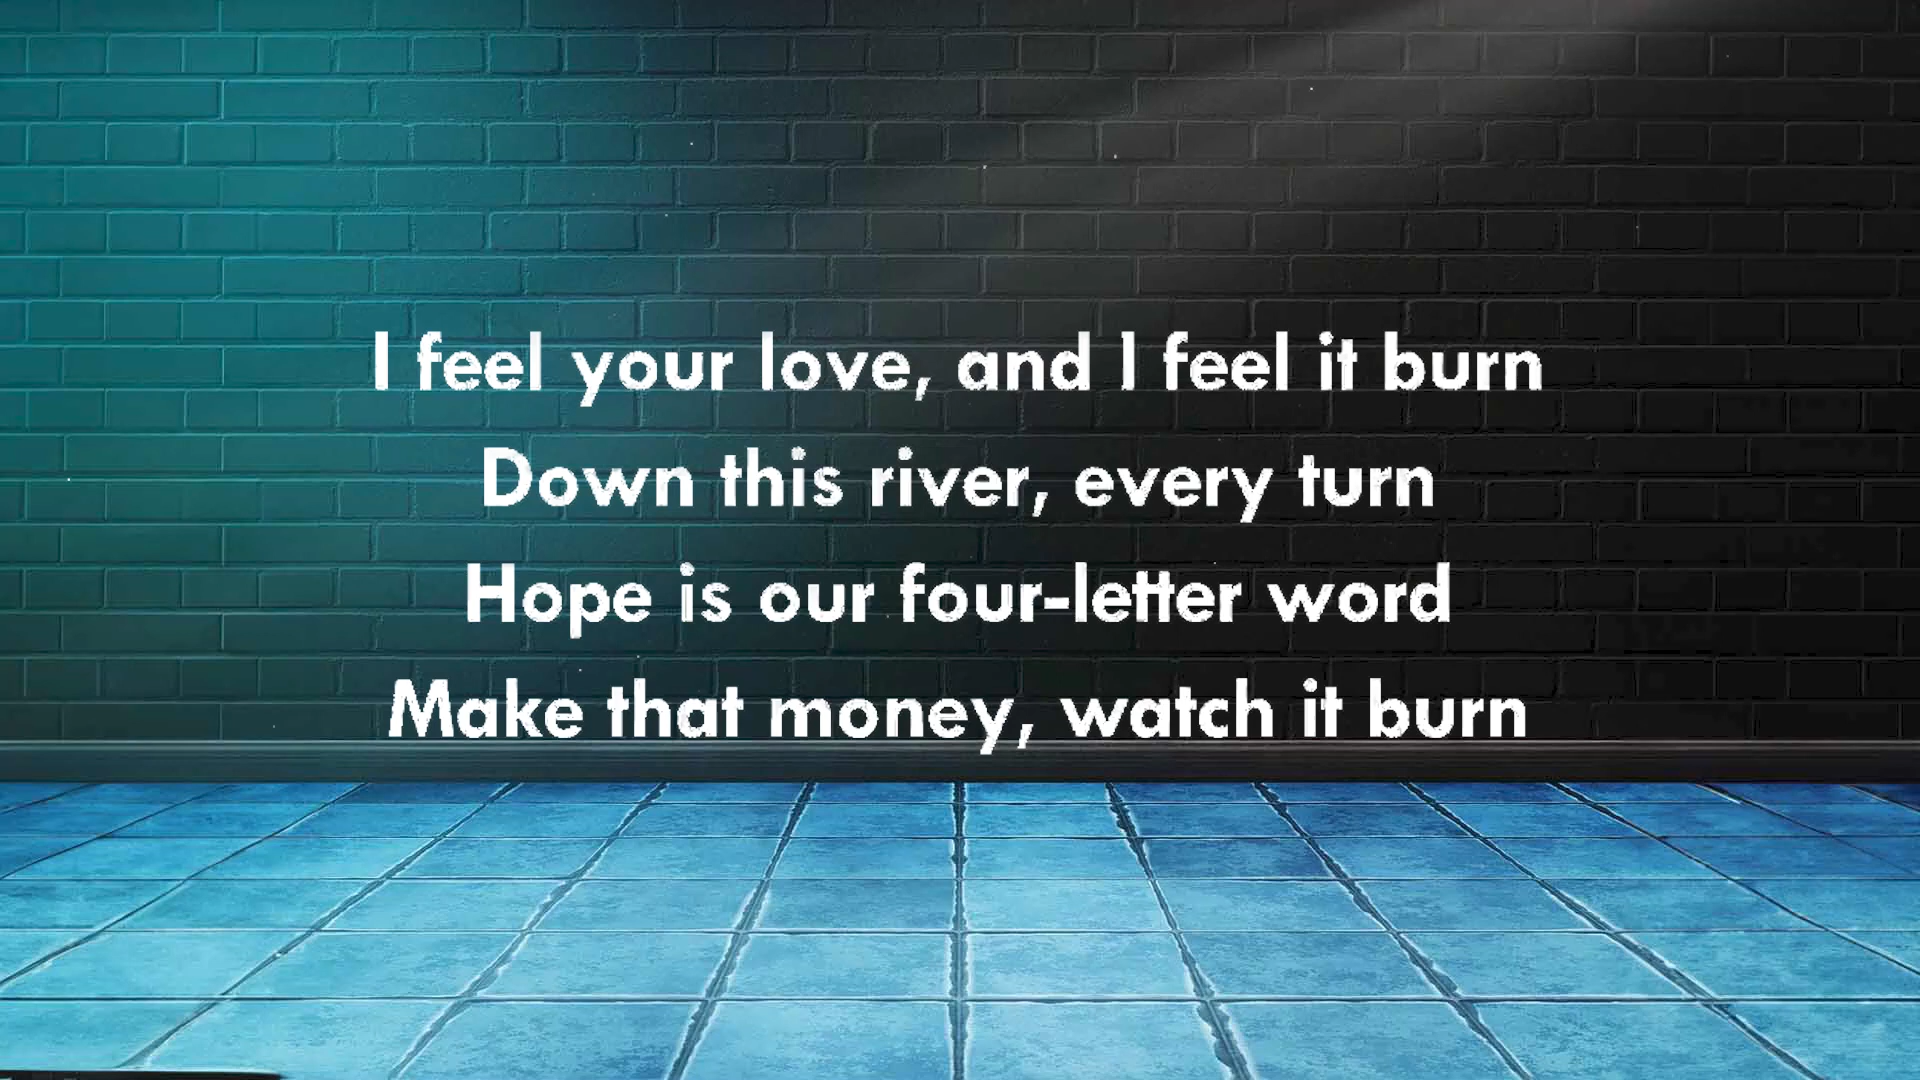 I feel your love, and I feel it burn
Down this river, every turn
Hope is our four-letter word
Make that money, watch it burn